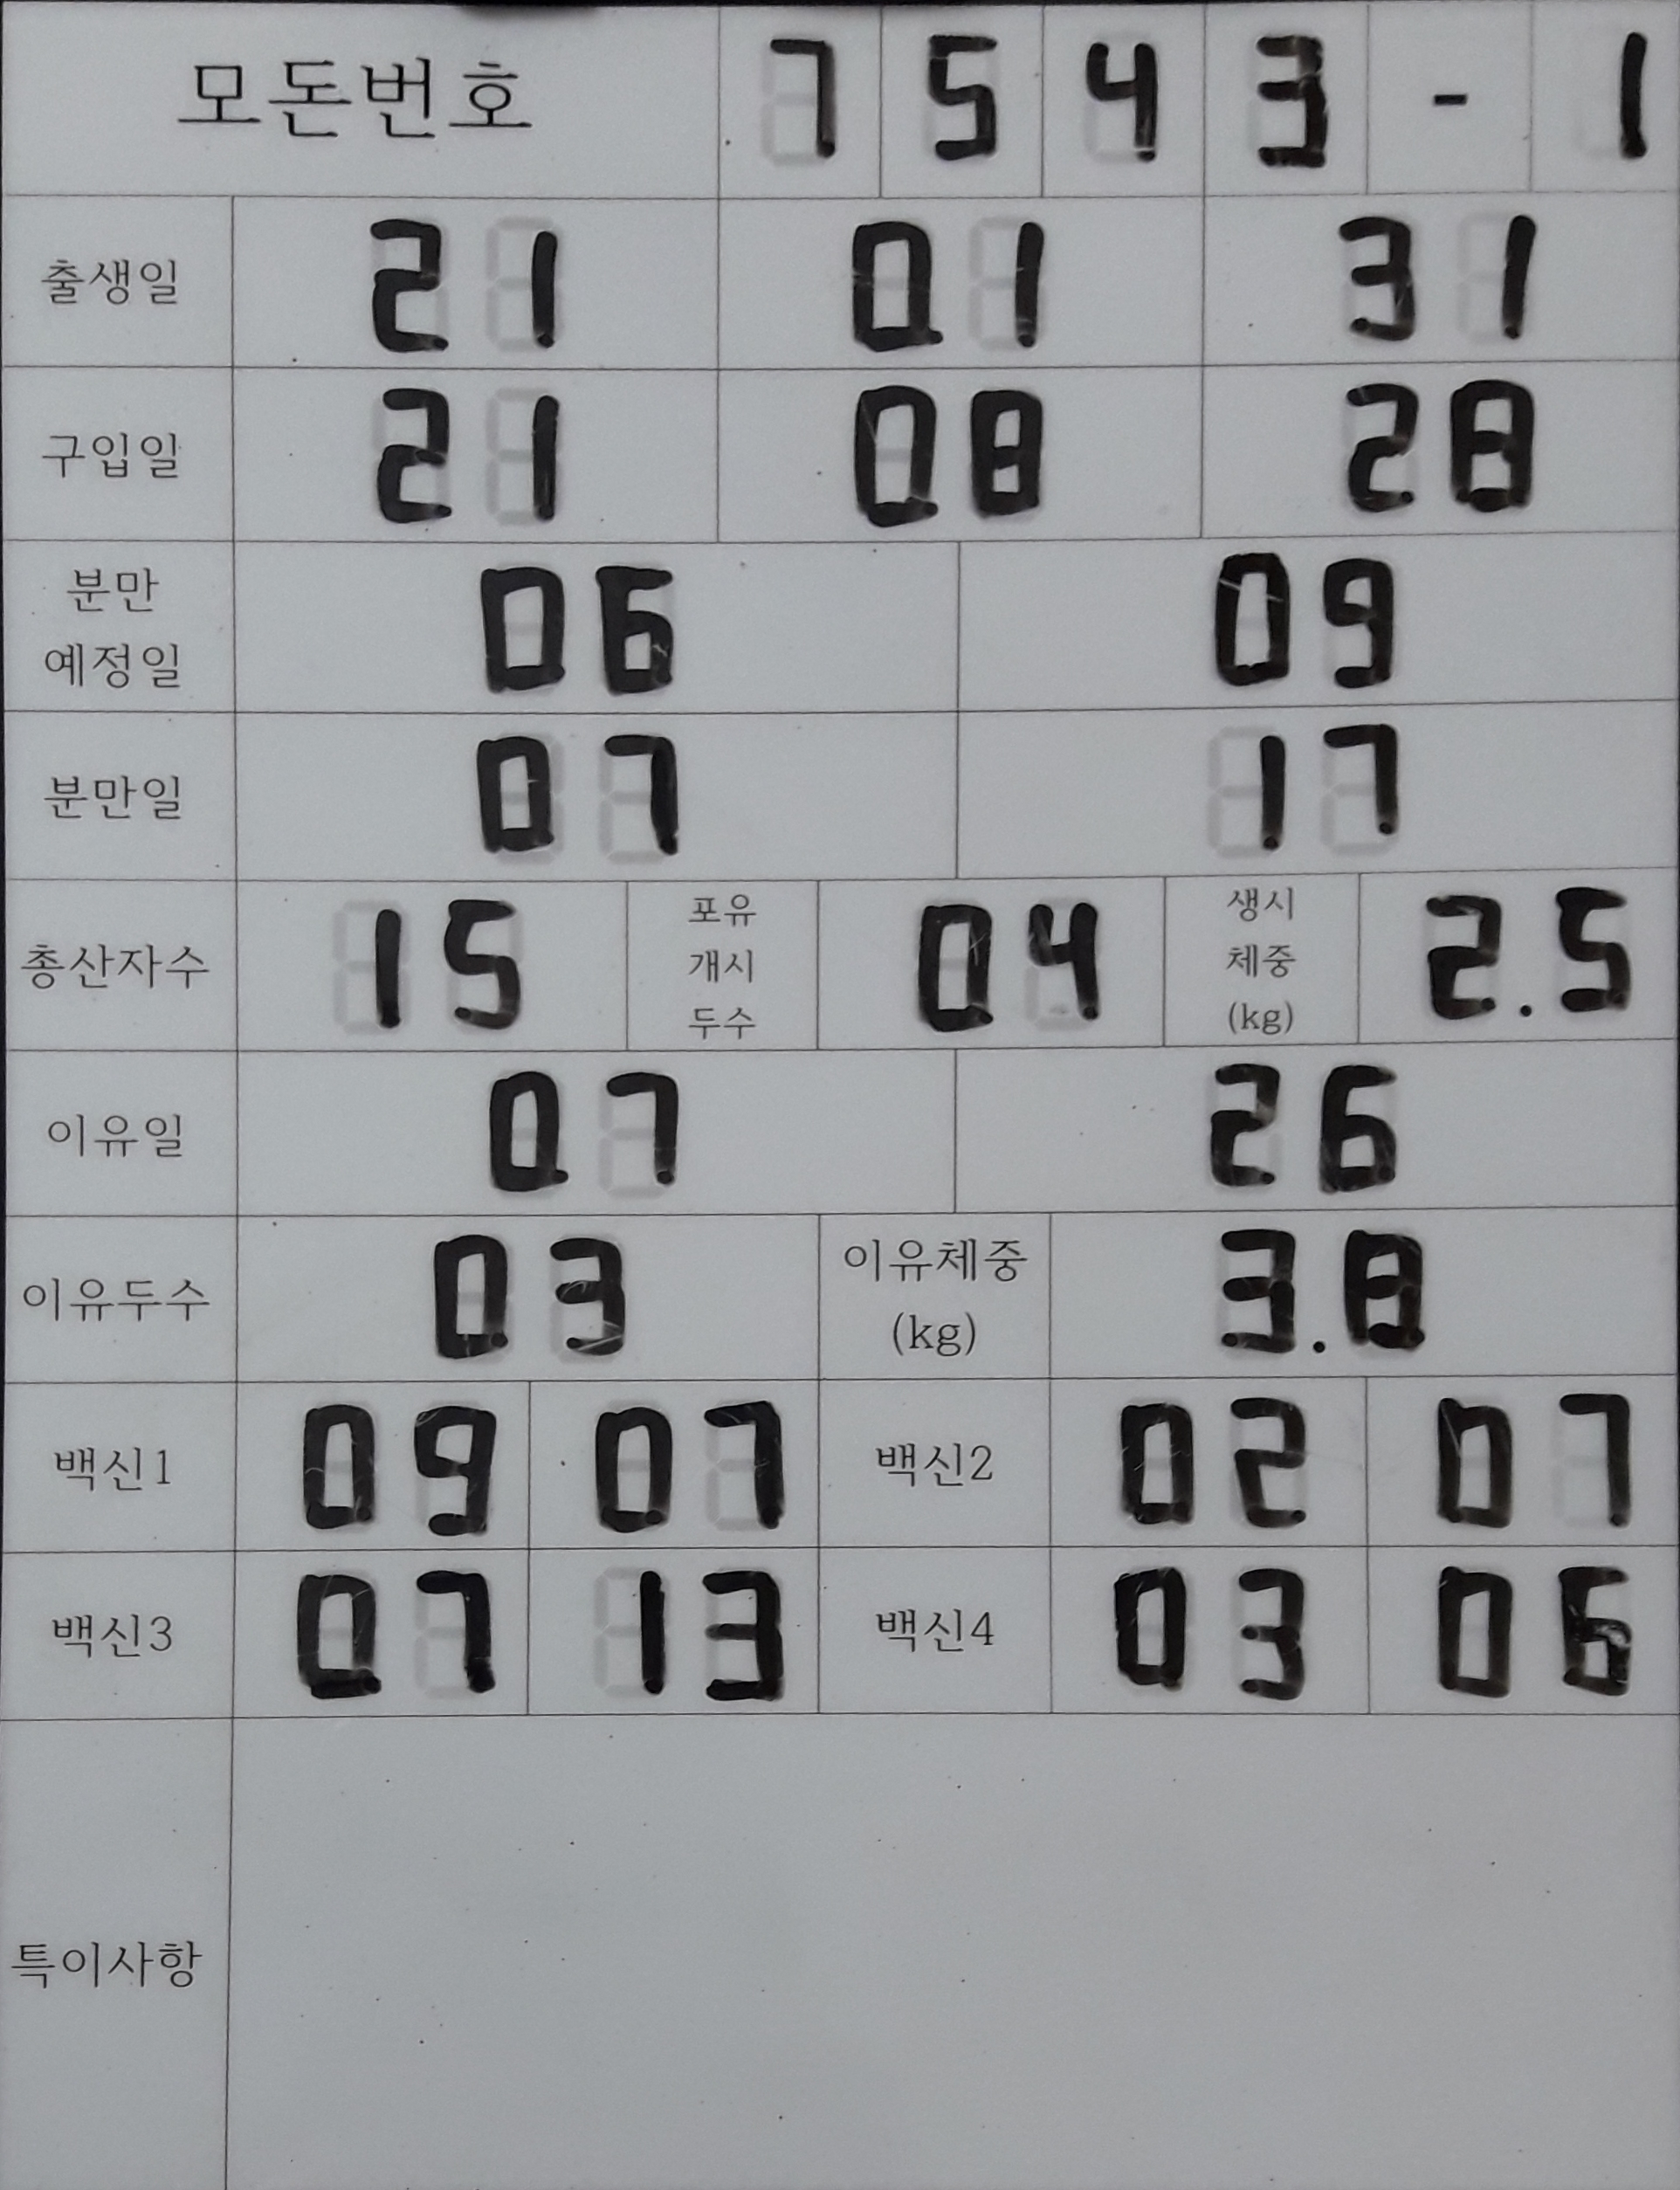 모돈번호 7 5 4 3 - 1
출생일 21 01 31
구입일 21 08 28
분만
예정일 06 09
분만일 07 17
총산자수 15 포유
개시
두수 04 생시
체중
(kg) 2.5
이유일 07 26
이유두수 03 이유체중
(kg) 3.8
백신1 09 07 백신2 02 07
백신3 07 13 백신4 03 06
특이사항